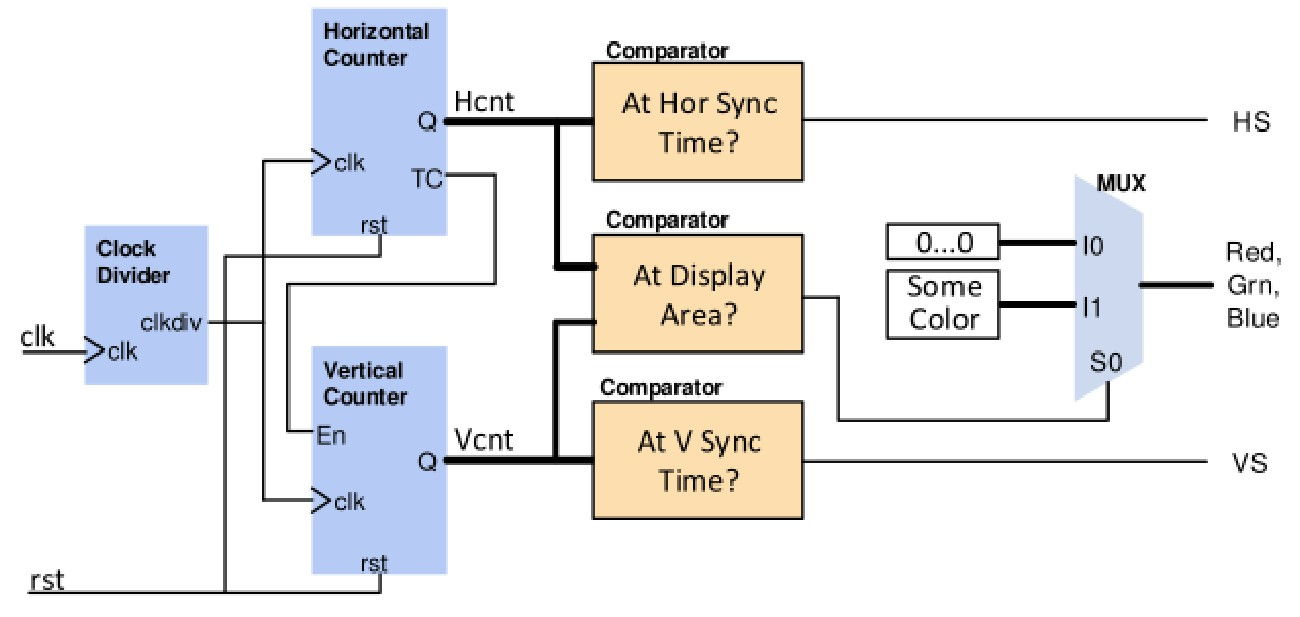 Horizontal
Counter
Hcnt
Q
clk
TC
rst
Comparator
At Hor Sync
Time?
HS
Clock
Divider
clkdiv
clk
clk
Comparator
At Display
Area?
MUX
0...0
I0
Some
Color
I1
S0
Red,
Grn,
Blue
Vertical
Counter
En
Vcnt
Q
clk
rst
Comparator
At V Sync
Time?
VS
rst